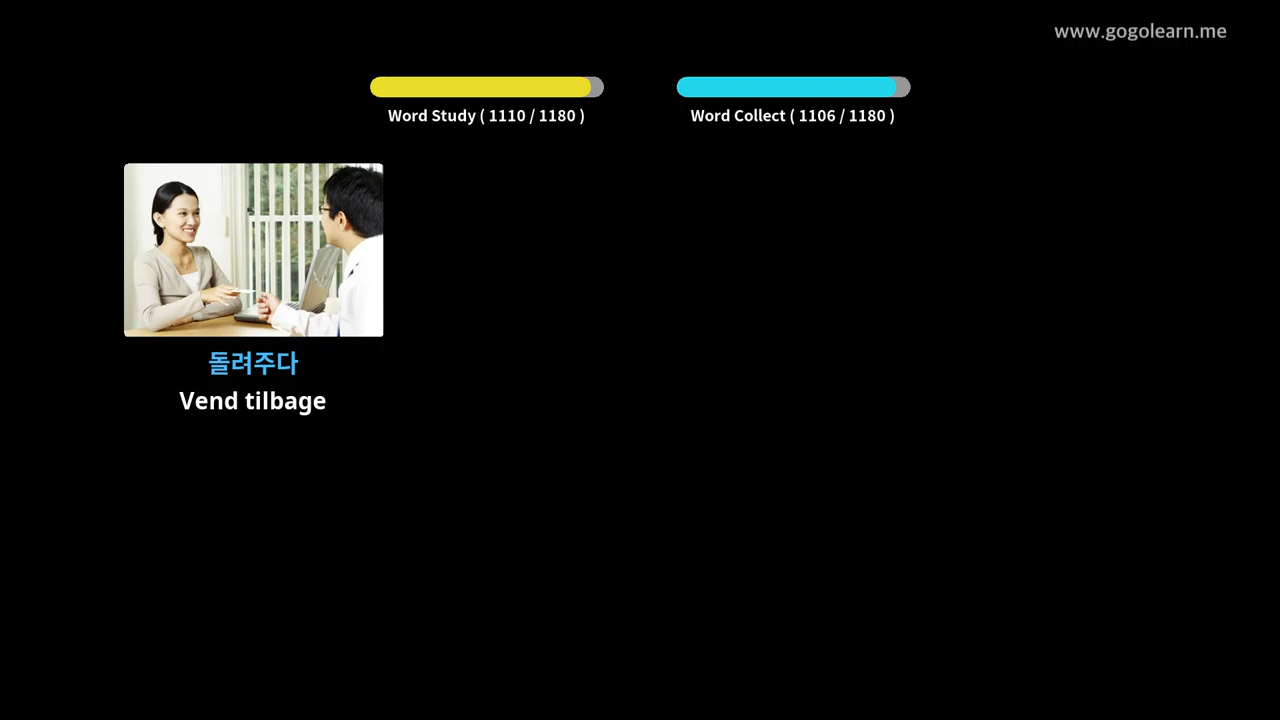 www.gogolearn.me
Word Study ( 1110 / 1180 )
Word Collect ( 1106 / 1180 )
돌려주다
Vend tilbage